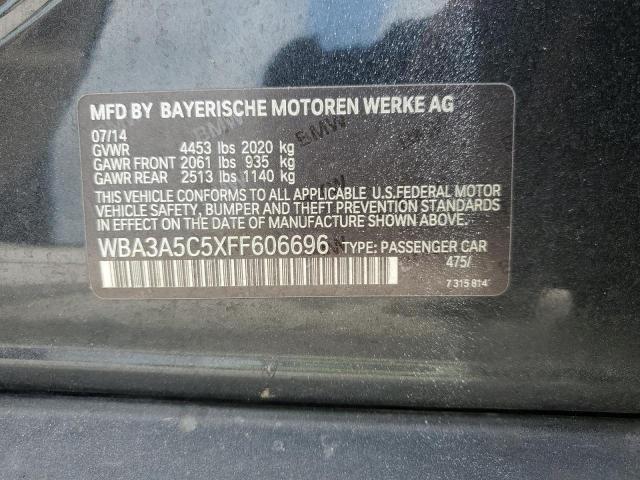 MFD BY BAYERISCHE MOTOREN WERKE AG
07/14
GVWR 4453 lbs 2020 kg
GAWR FRONT 2061 lbs 935 kg
GAWR REAR 2513 lbs 1140 kg
THIS VEHICLE CONFORMS TO ALL APPLICABLE U.S.FEDERAL MOTOR
VEHICLE SAFETY, BUMPER AND THEFT PREVENTION STANDARDS
IN EFFECT ON THE DATE OF MANUFACTURE SHOWN ABOVE.
WBA3A5C5XFF606696 TYPE: PASSENGER CAR
475/
7 315 814